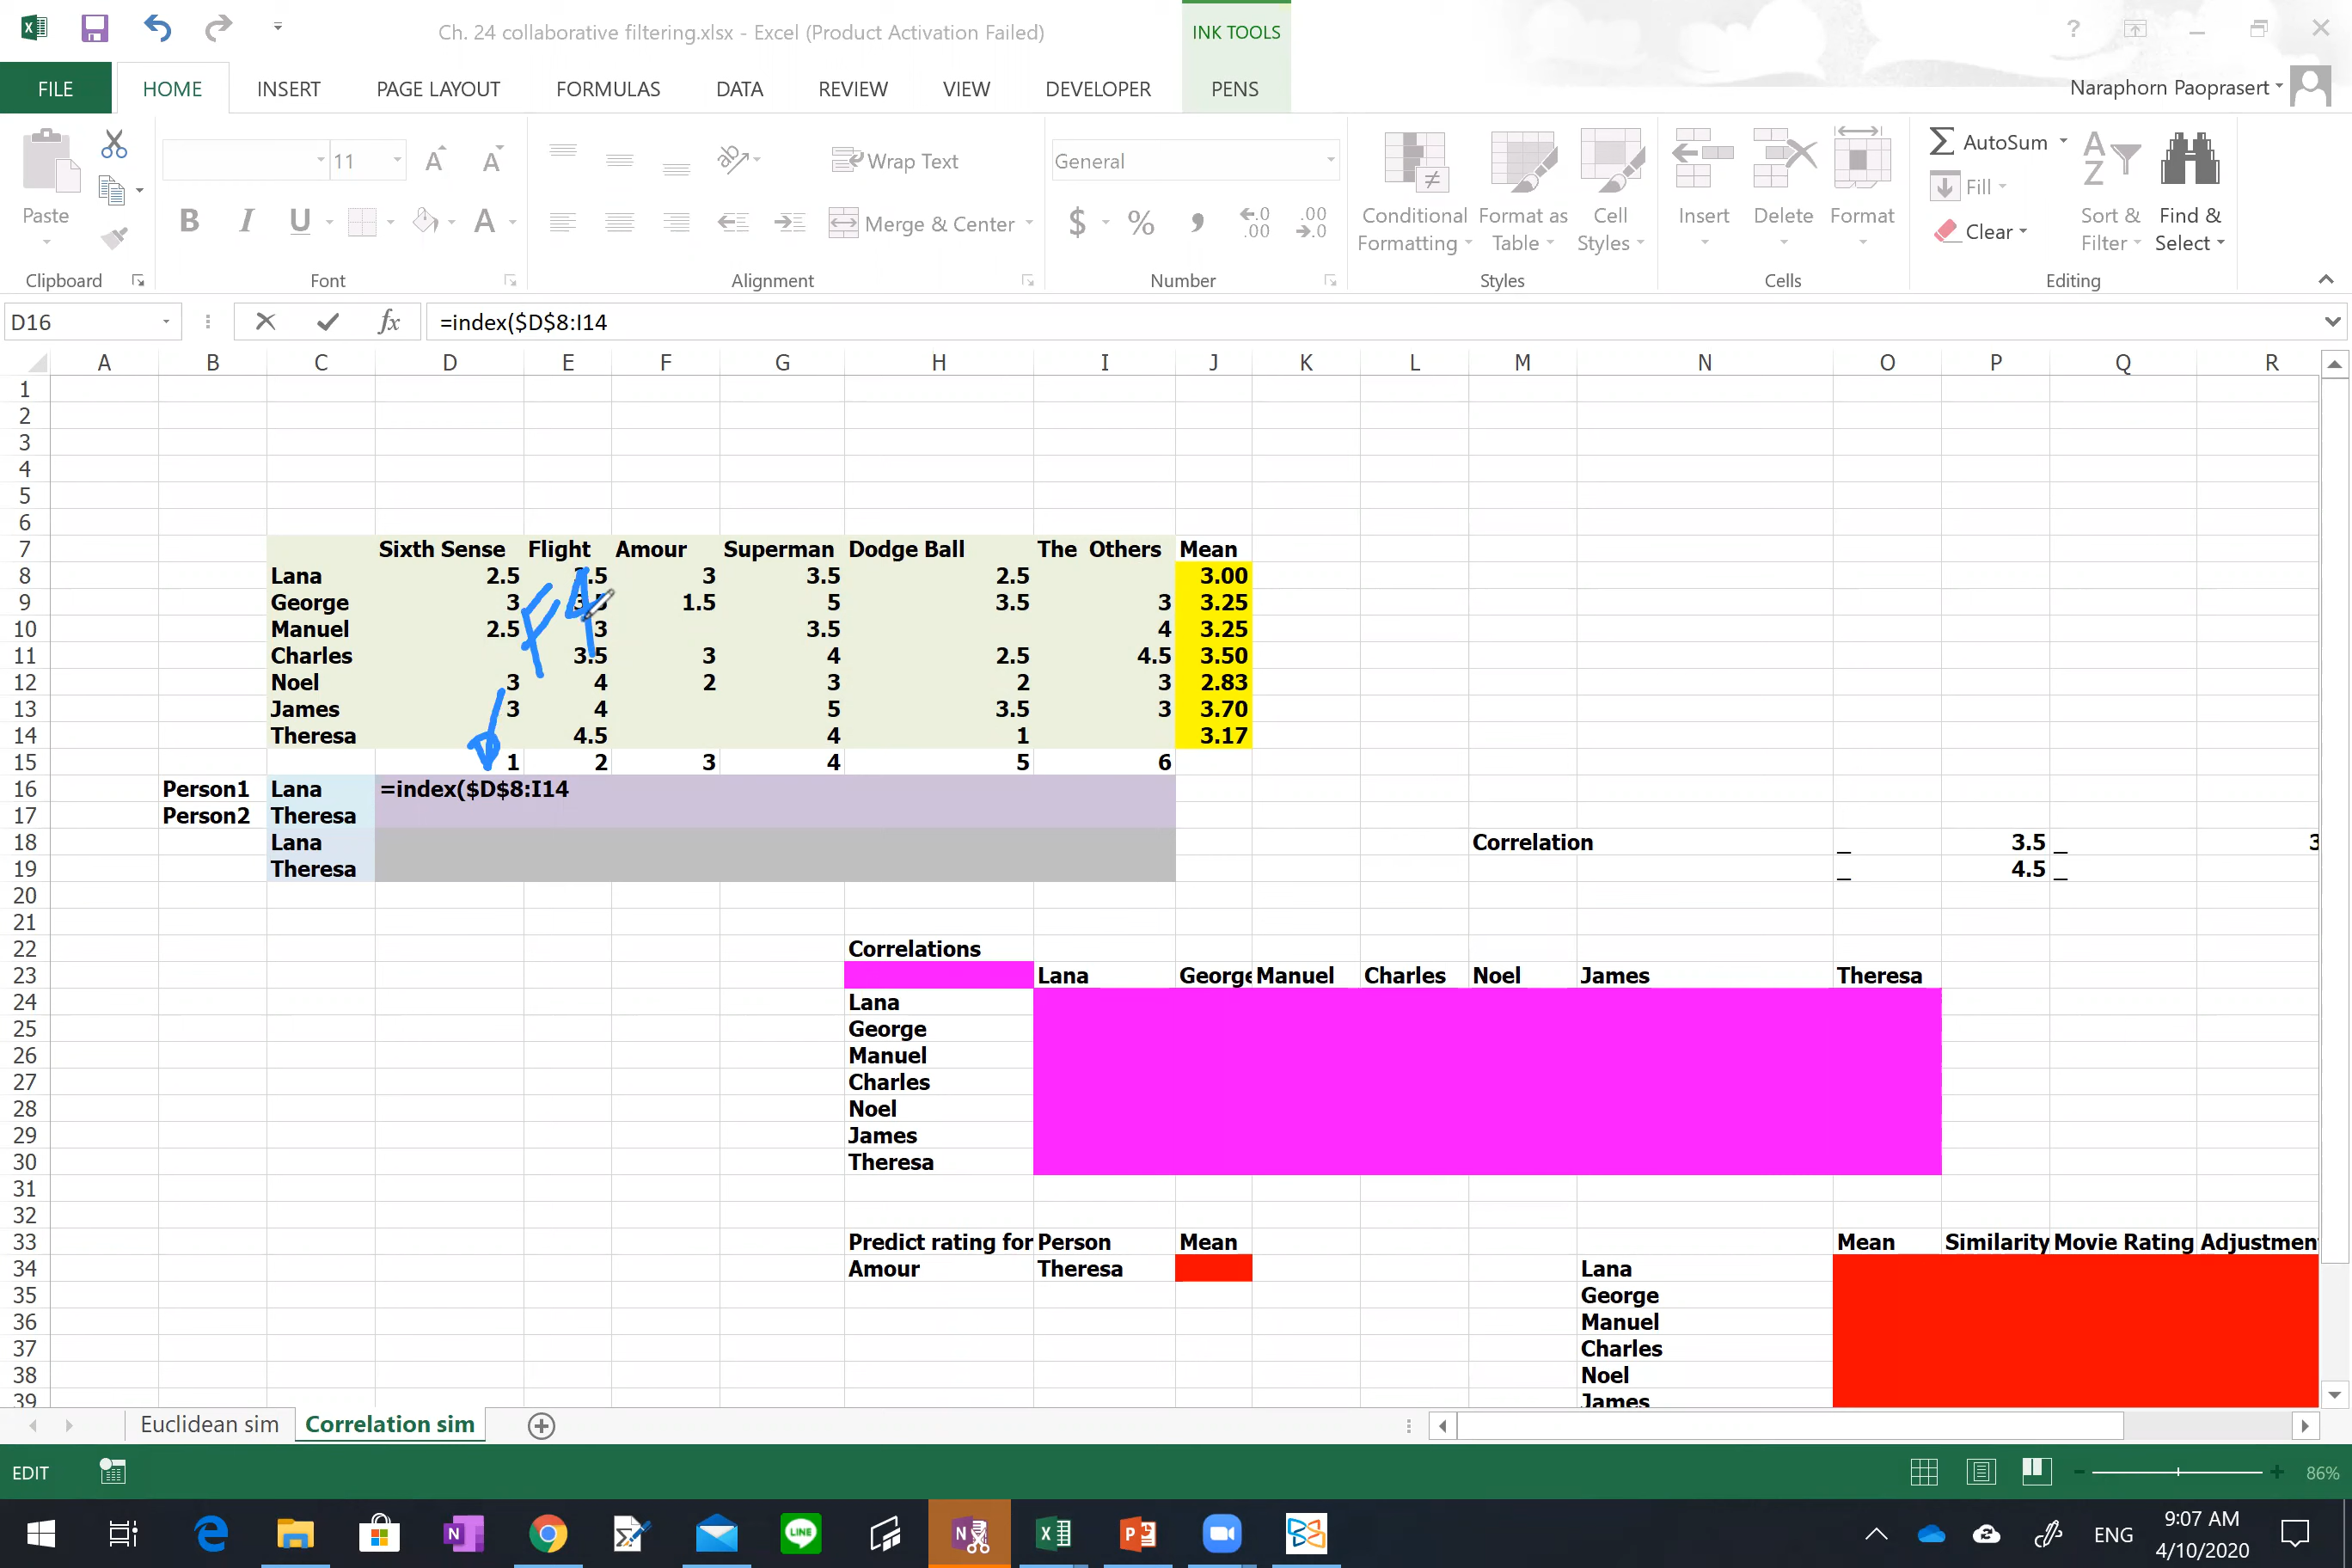 Ch. 24 collaborative filtering.xlsx - Excel (Product Activation Failed)
INK TOOLS
?
FILE HOME INSERT PAGE LAYOUT FORMULAS DATA REVIEW VIEW DEVELOPER PENS
Naraphorn Paoprasert
Paste
11 A A
B I U A
Wrap Text
Merge & Center
General
$ % , .0 .00 .00 .0
Conditional Formatting
Format as Table
Cell Styles
Insert Delete Format
AutoSum
Fill
Clear
Sort & Filter
Find & Select
Clipboard Font Alignment Number Styles Cells Editing
D16 fx =index($D$8:I14
A B C D E F G H I J K L M N O P Q R
1
2
3
4
5
6
7 Sixth Sense Flight Amour Superman Dodge Ball The Others Mean
8 Lana 2.5 3.5 3 3.5 2.5 3.00
9 George 3 3.5 1.5 5 3.5 3 3.25
10 Manuel 2.5 3 3.5 4 3.25
11 Charles 3.5 3 4 2.5 4.5 3.50
12 Noel 3 4 2 3 2 3 2.83
13 James 3 4 5 3.5 3 3.70
14 Theresa 4.5 4 1 3.17
F4
15 1 2 3 4 5 6
16 Person1 Lana =index($D$8:I14
17 Person2 Theresa
18 Lana Correlation _ 3.5 _ 3
19 Theresa _ 4.5 _
20
21
22 Correlations
23 Lana George Manuel Charles Noel James Theresa
24 Lana
25 George
26 Manuel
27 Charles
28 Noel
29 James
30 Theresa
31
32
33 Predict rating for Person Mean Mean Similarity Movie Rating Adjustmen
34 Amour Theresa Lana
35 George
36 Manuel
37 Charles
38 Noel
39 James
Euclidean sim Correlation sim
EDIT 86%
LINE
ENG
9:07 AM
4/10/2020